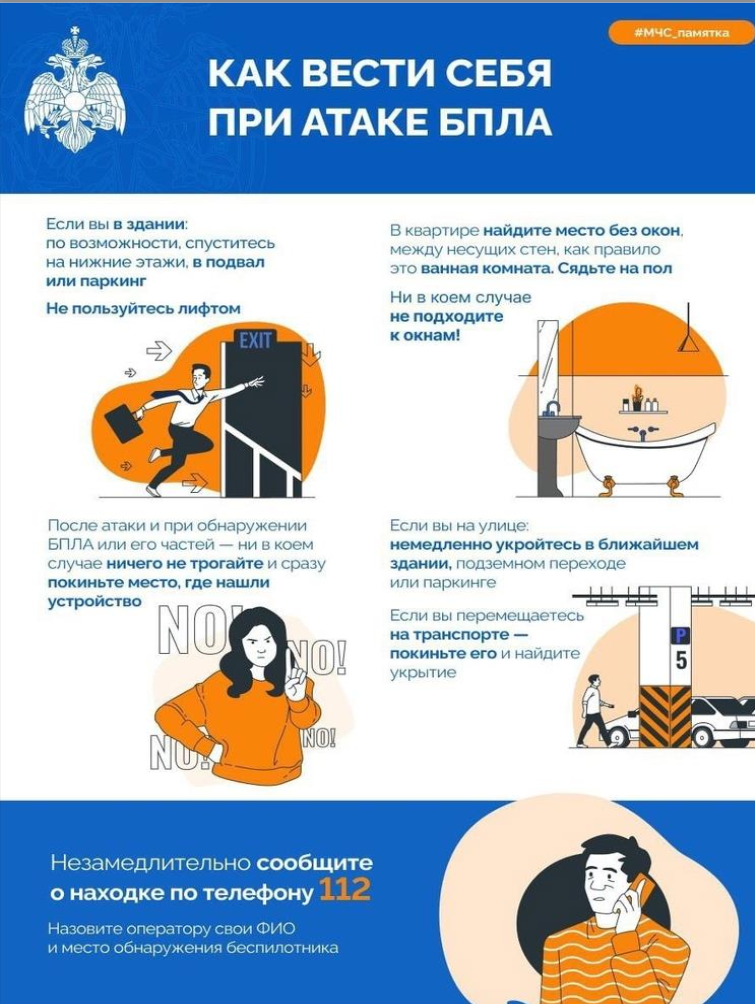 #МЧС_памятка
КАК ВЕСТИ СЕБЯ
ПРИ АТАКЕ БПЛА
Если вы в здании:
по возможности, спуститесь
на нижние этажи, в подвал
или паркинг
Не пользуйтесь лифтом
EXIT
В квартире найдите место без окон,
между несущих стен, как правило
это ванная комната. Сядьте на пол
Ни в коем случае
не подходите
к окнам!
После атаки и при обнаружении
БПЛА или его частей — ни в коем
случае ничего не трогайте и сразу
покиньте место, где нашли
устройство
NO!
NO!
NO!
NO!
Если вы на улице:
немедленно укройтесь в ближайшем
здании, подземном переходе
или паркинге
Если вы перемещаетесь
на транспорте —
покиньте его и найдите
укрытие
P
5
Незамедлительно сообщите
о находке по телефону 112
Назовите оператору свои ФИО
и место обнаружения беспилотника